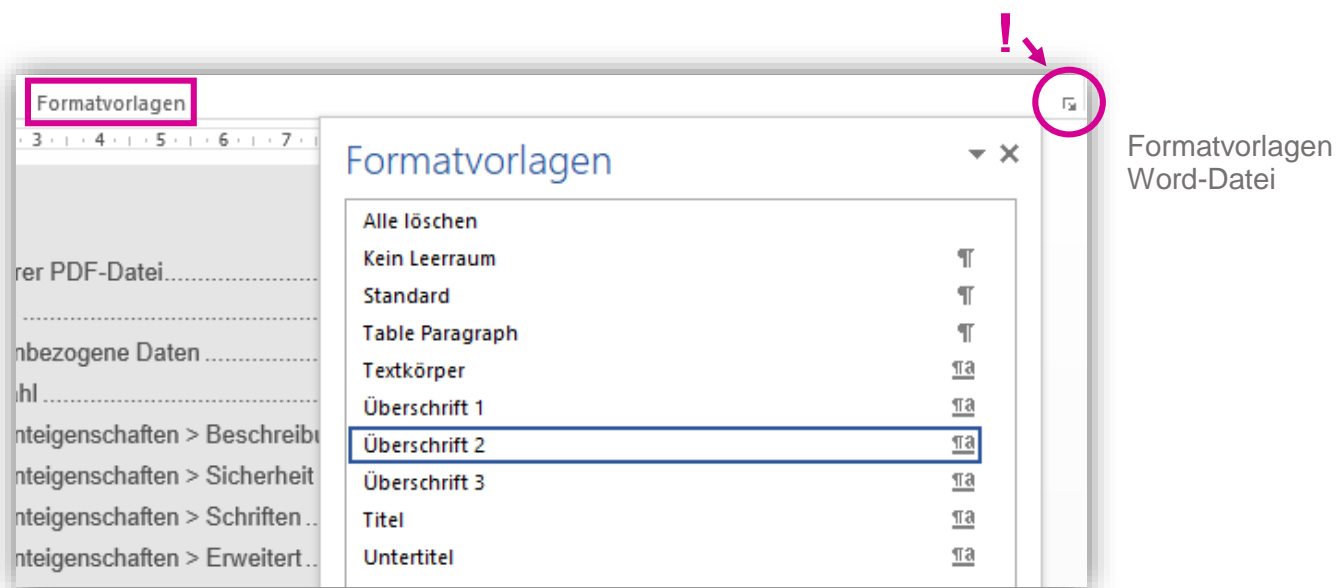 !
Formatvorlagen
3 4 5 6 7
Formatvorlagen
Alle löschen
Kein Leerraum
Standard
Table Paragraph
Textkörper
Überschrift 1
Überschrift 2
Überschrift 3
Titel
Untertitel
rer PDF-Datei
nbezogene Daten
hl
nteigenschaften > Beschreibu
nteigenschaften > Sicherheit
nteigenschaften > Schriften
nteigenschaften > Erweitert
Formatvorlagen
Word-Datei